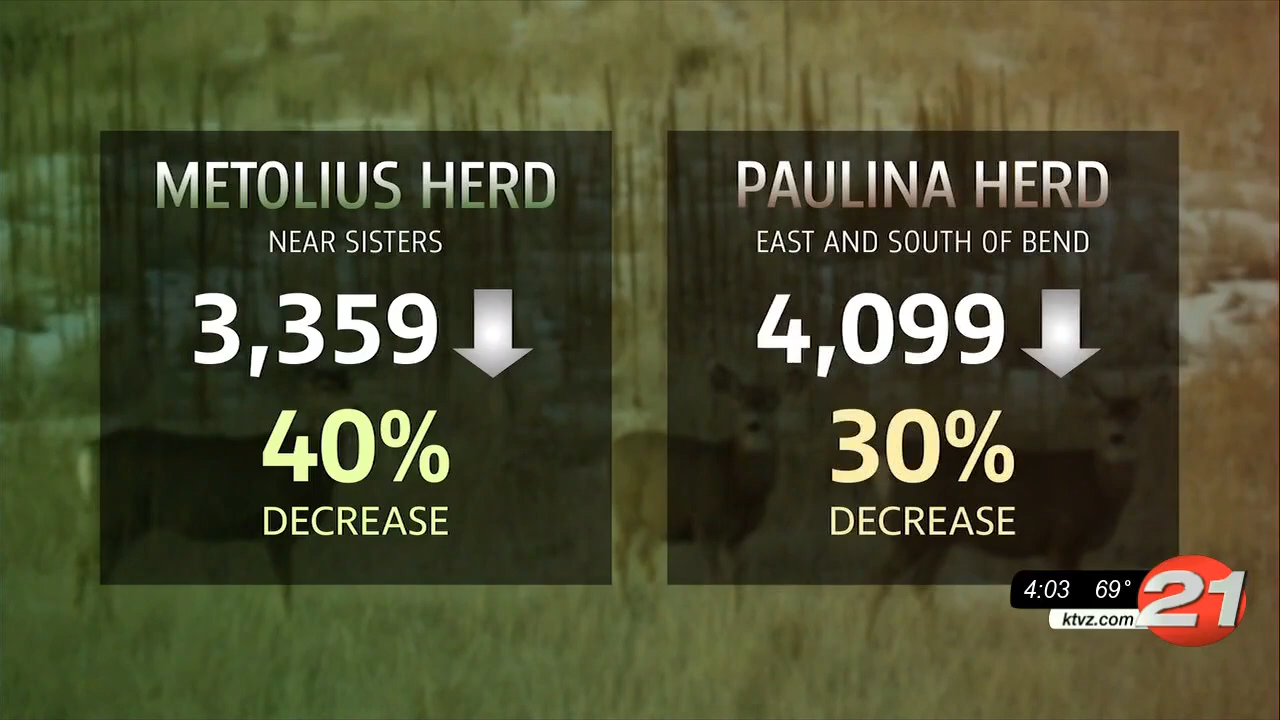 METOLIUS HERD
NEAR SISTERS
3,359
40%
DECREASE
PAULINA HERD
EAST AND SOUTH OF BEND
4,099
30%
DECREASE
4:03 69°
ktvz.com
21